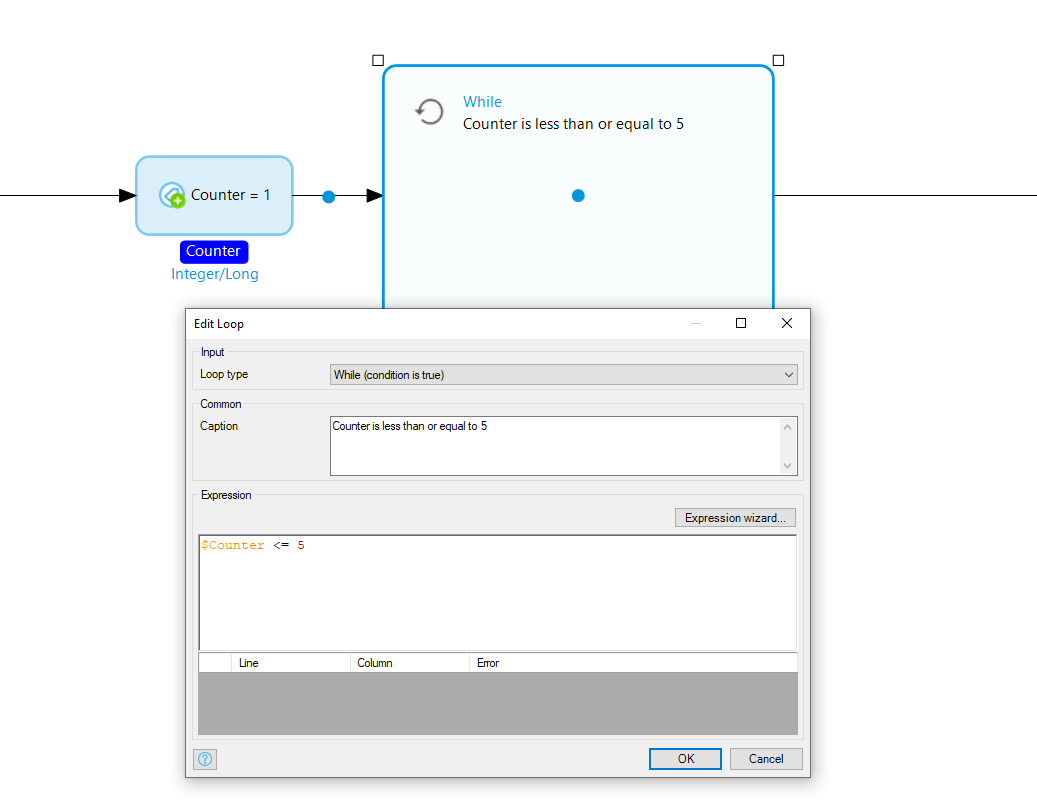 While
Counter is less than or equal to 5
Counter = 1
Counter
Integer/Long
Edit Loop
Input
Loop type
While (condition is true)
Common
Caption
Counter is less than or equal to 5
Expression
Expression wizard...
$Counter <= 5
Line Column Error
?
OK Cancel